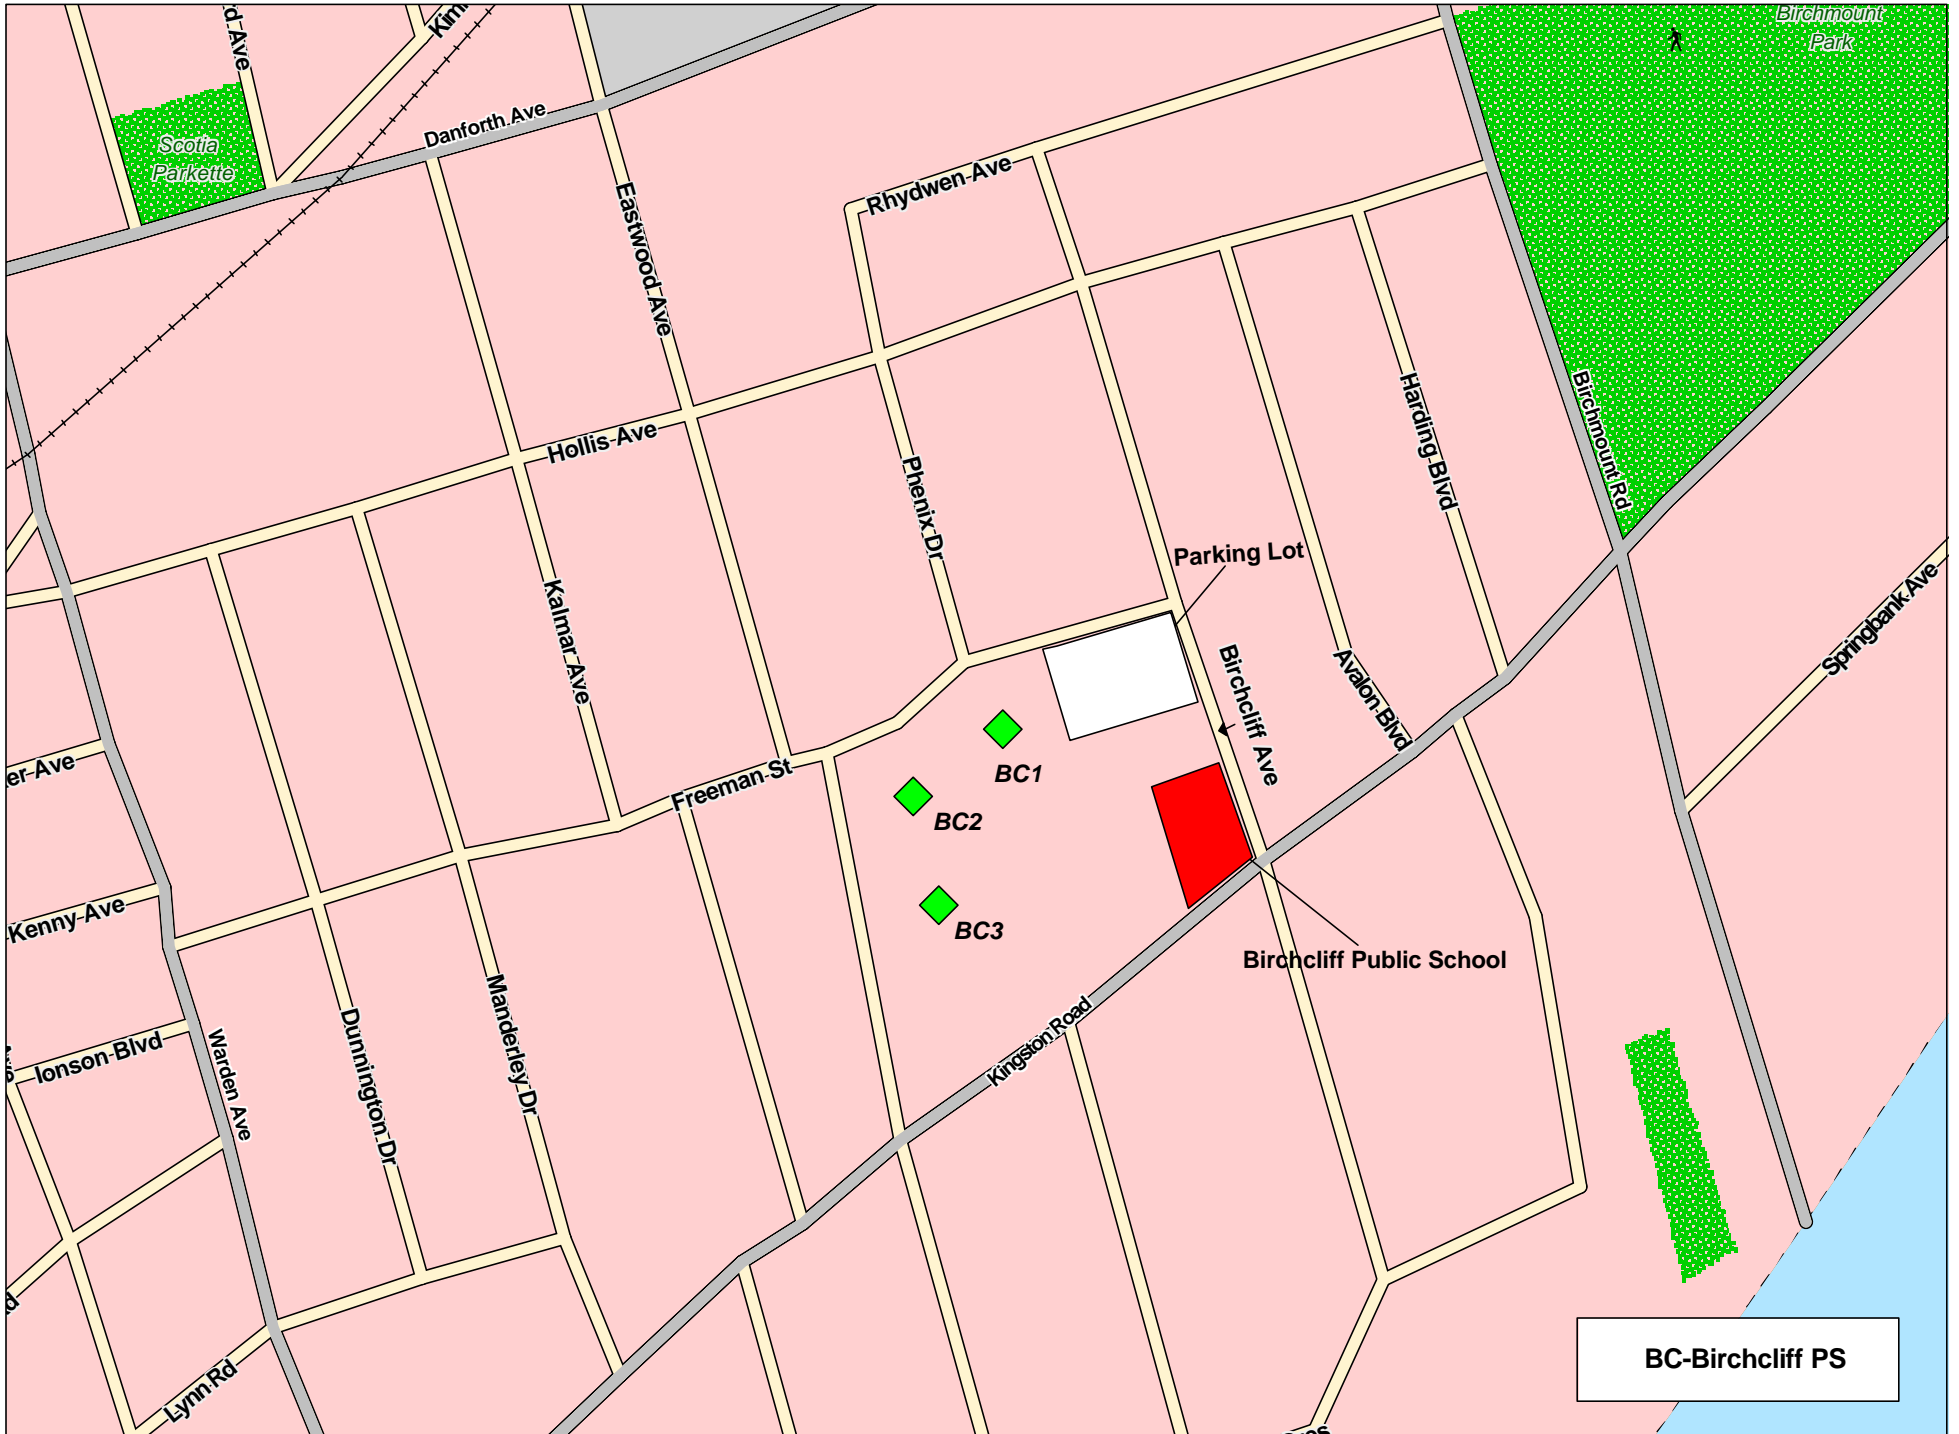 Birchmount
Park
Danforth Ave
Scotia
Parkette
Rhydwen Ave
Eastwood Ave
Hollis Ave
Harding Blvd
Birchmount Rd
Phenix Dr
Parking Lot
Kalmar Ave
Springbank Ave
Birchcliff Ave
Avalon Blvd
Freeman St
BC1
BC2
BC3
Kenny Ave
Birchcliff Public School
Kingston Road
Manderley Dr
Dunnington Dr
Warden Ave
Ionson Blvd
Lynn Rd
BC-Birchcliff PS